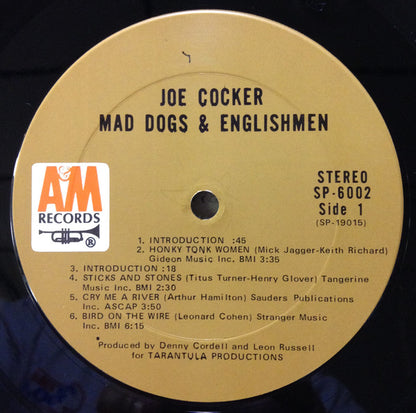 JOE COCKER
MAD DOGS & ENGLISHMEN
A&M
RECORDS
®
STEREO
SP-6002
Side 1
(SP-19015)
1. INTRODUCTION :45
2. HONKY TONK WOMEN (Mick Jagger-Keith Richard)
Gideon Music Inc. BMI 3:35
3. INTRODUCTION :18
4. STICKS AND STONES (Titus Turner-Henry Glover) Tangerine
Music Inc. BMI 2:30
5. CRY ME A RIVER (Arthur Hamilton) Sauders Publications
Inc. ASCAP 3:50
6. BIRD ON THE WIRE (Leonard Cohen) Stranger Music
Inc. BMI 6:15
Produced by Denny Cordell and Leon Russell
for TARANTULA PRODUCTIONS